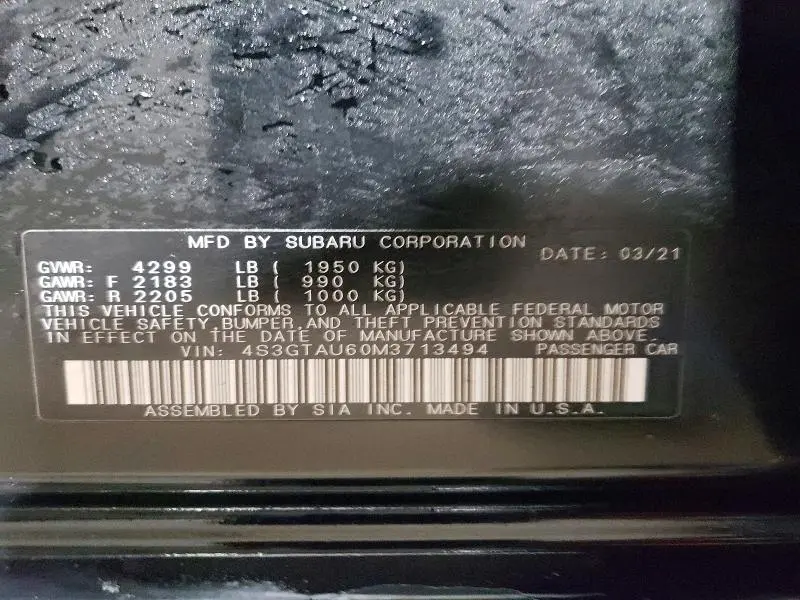 MFD BY SUBARU CORPORATION DATE: 03/21
GVWR: 4299 LB ( 1950 KG)
GAWR: F 2183 LB ( 990 KG)
GAWR: R 2205 LB ( 1000 KG)
THIS VEHICLE CONFORMS TO ALL APPLICABLE FEDERAL MOTOR
VEHICLE SAFETY,BUMPER,AND THEFT PREVENTION STANDARDS
IN EFFECT ON THE DATE OF MANUFACTURE SHOWN ABOVE.
VIN: 4S3GTAU60M3713494 PASSENGER CAR
ASSEMBLED BY SIA INC. MADE IN U.S.A.